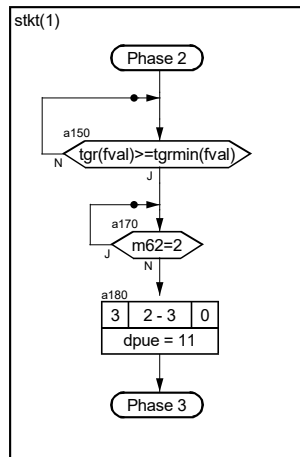 stkt(1)
Phase 2
a150
tgr(fval)>=tgrmin(fval)
N
J
a170
m62=2
J
N
a180
3 2 - 3 0
dpue = 11
Phase 3